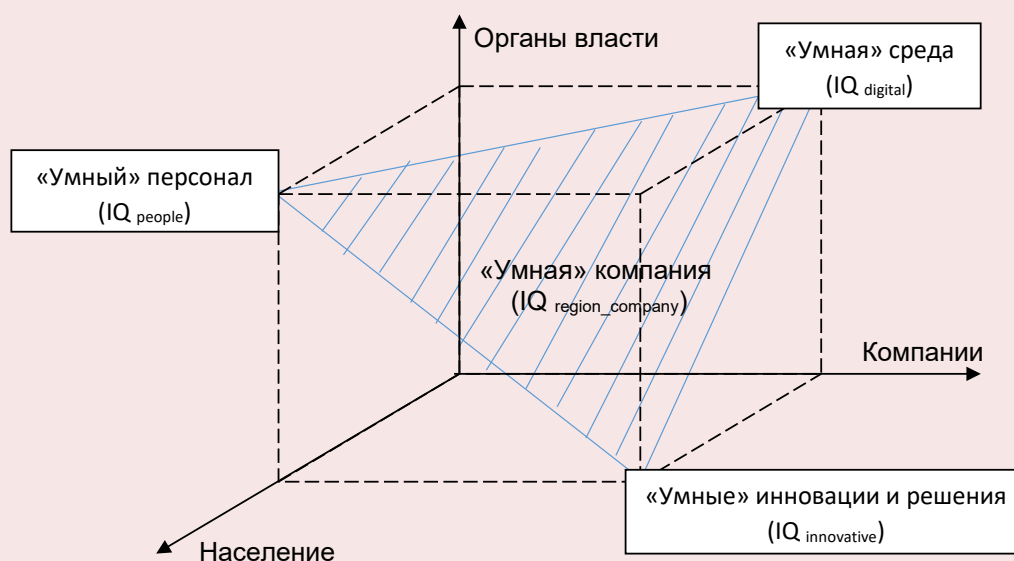 Органы власти
«Умная» среда
(IQ digital)
«Умный» персонал
(IQ people)
«Умная» компания
(IQ region_company)
Компании
«Умные» инновации и решения
(IQ innovative)
Население